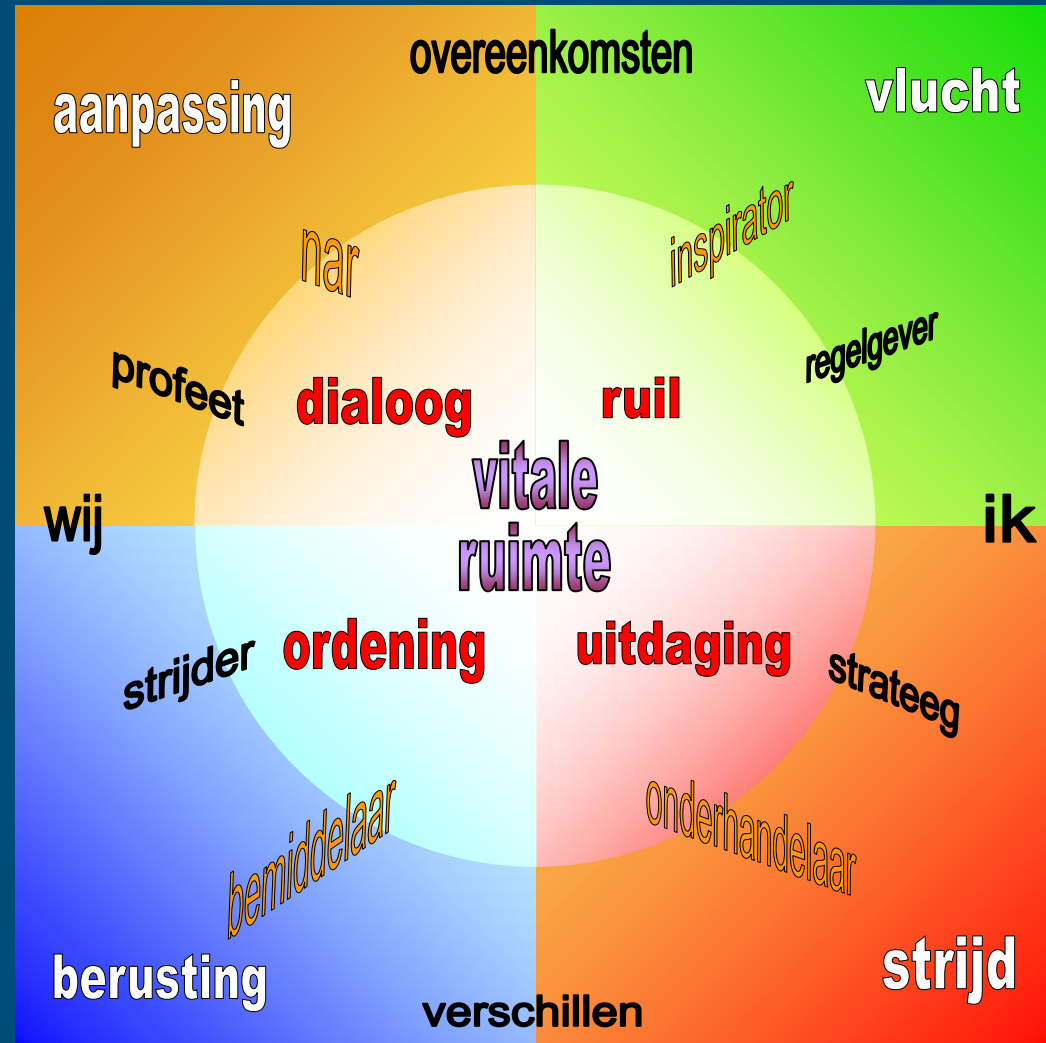 overeenkomsten
aanpassing
vlucht
nar
inspirator
profeet
regelgever
dialoog
ruil
vitale
ruimte
wij
ik
ordening
uitdaging
strijder
strateeg
bemiddelaar
onderhandelaar
berusting
strijd
verschillen